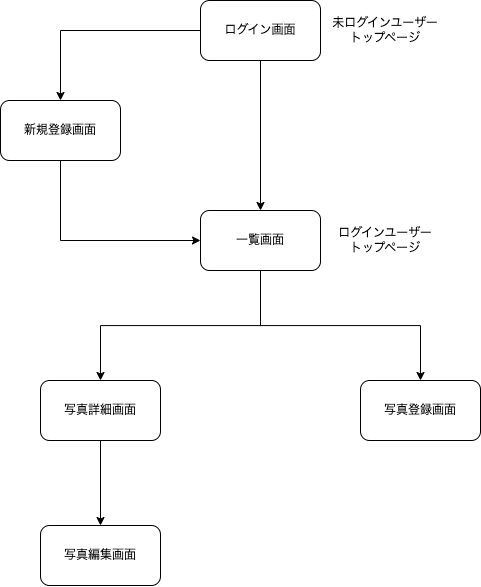 ログイン画面
未ログインユーザー
トップページ
新規登録画面
一覧画面
ログインユーザー
トップページ
写真詳細画面
写真登録画面
写真編集画面